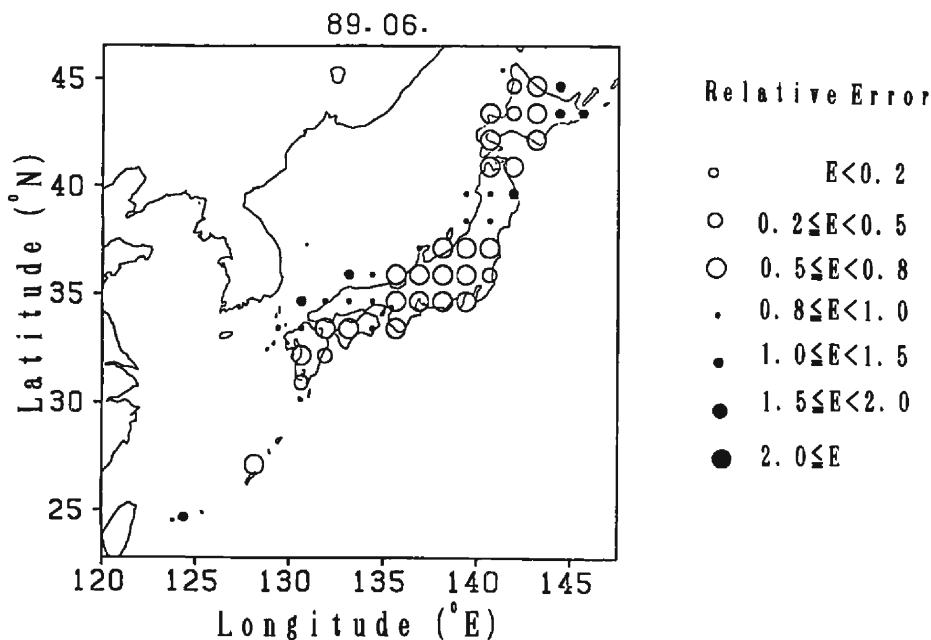 89.06.
45
40
35
30
25
Latitude (°N)
120 125 130 135 140 145
Longitude (°E)
Relative Error
E<0.2
0.2≦E<0.5
0.5≦E<0.8
0.8≦E<1.0
1.0≦E<1.5
1.5≦E<2.0
2.0≦E